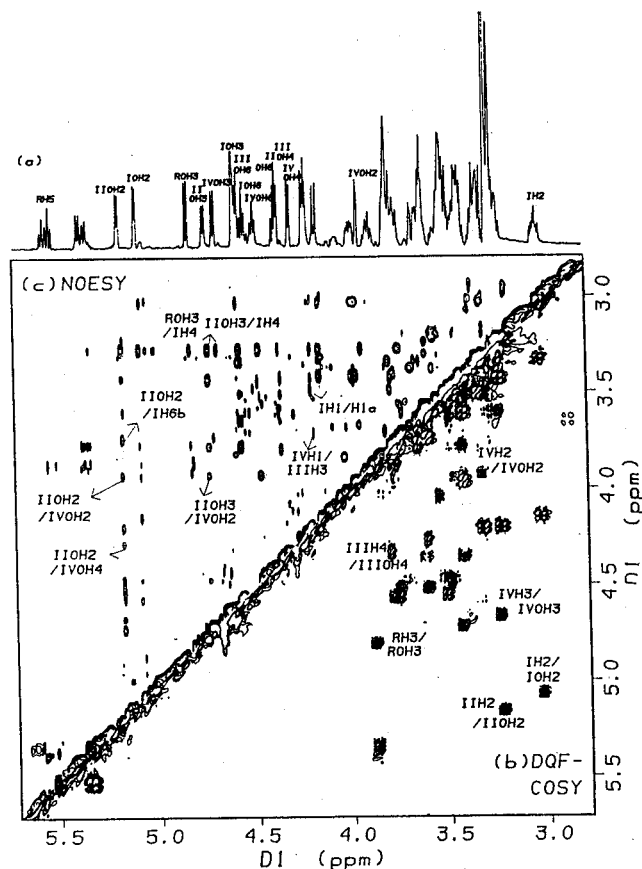 (a)
RH5
IIOH2
IOH2
ROH3
II
OH3
IVOH3
IOH3
III
OH6
IOH6
IVOH6
II
OH6
III
OH4
IV
OH4
IVOH2
IH2
(c) NOESY
ROH3
/IH4
IIOH3/IH4
IIOH2
/IH6b
IH1/H1a
IVH1/
IIIH3
IIOH2
/IVOH2
IIOH3
/IVOH2
IIOH2
/IVOH4
IVH2
/IVOH2
IIIH4
/IIIOH4
IVH3/
IVOH3
RH3/
ROH3
IH2/
IOH2
IIH2
/IIOH2
(b) DQF-
COSY
3.0
3.5
4.0
4.5
5.0
5.5
D1 (ppm)
5.5 5.0 4.5 4.0 3.5 3.0
D1 (ppm)